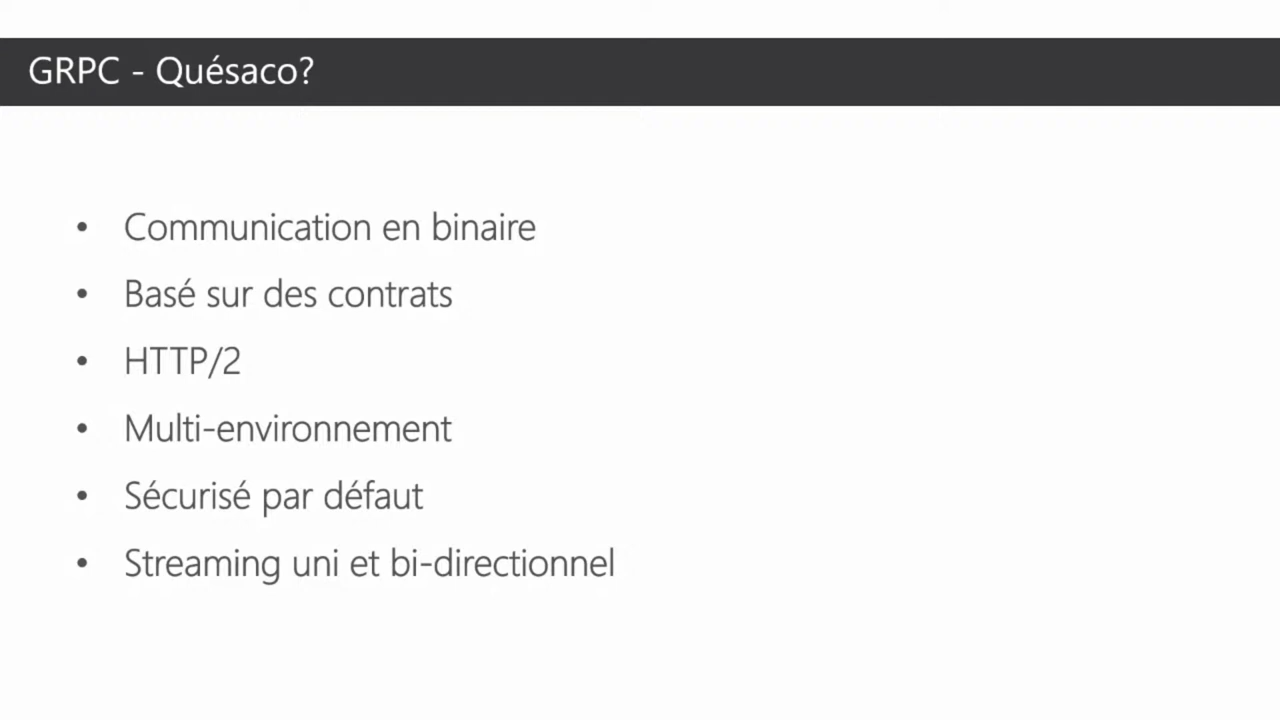 GRPC - Quésaco?
• Communication en binaire
• Basé sur des contrats
• HTTP/2
• Multi-environnement
• Sécurisé par défaut
• Streaming uni et bi-directionnel